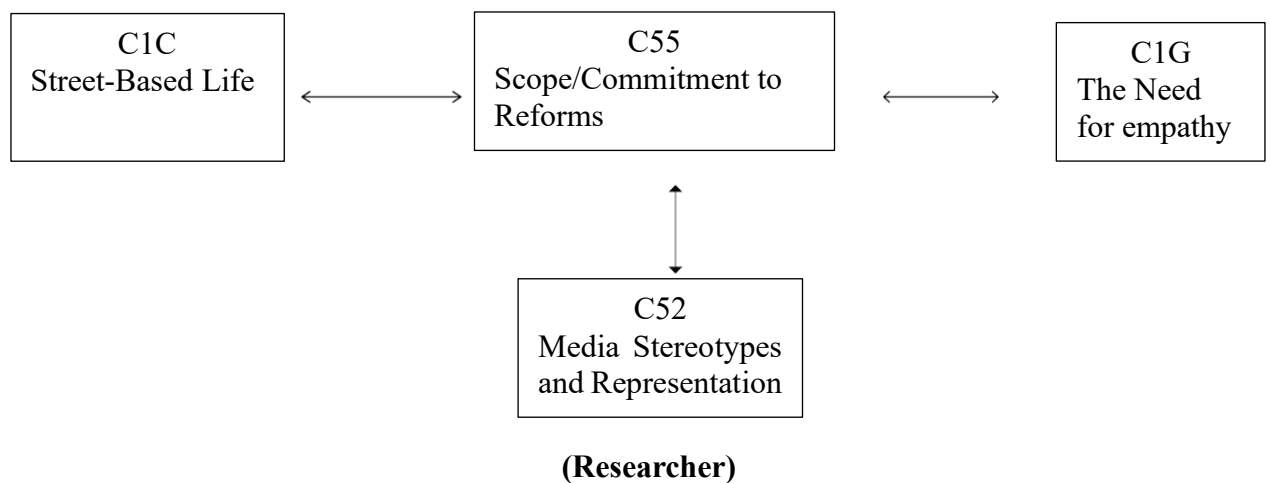 C1C
Street-Based Life
C55
Scope/Commitment to
Reforms
C1G
The Need
for empathy
C52
Media Stereotypes
and Representation
(Researcher)